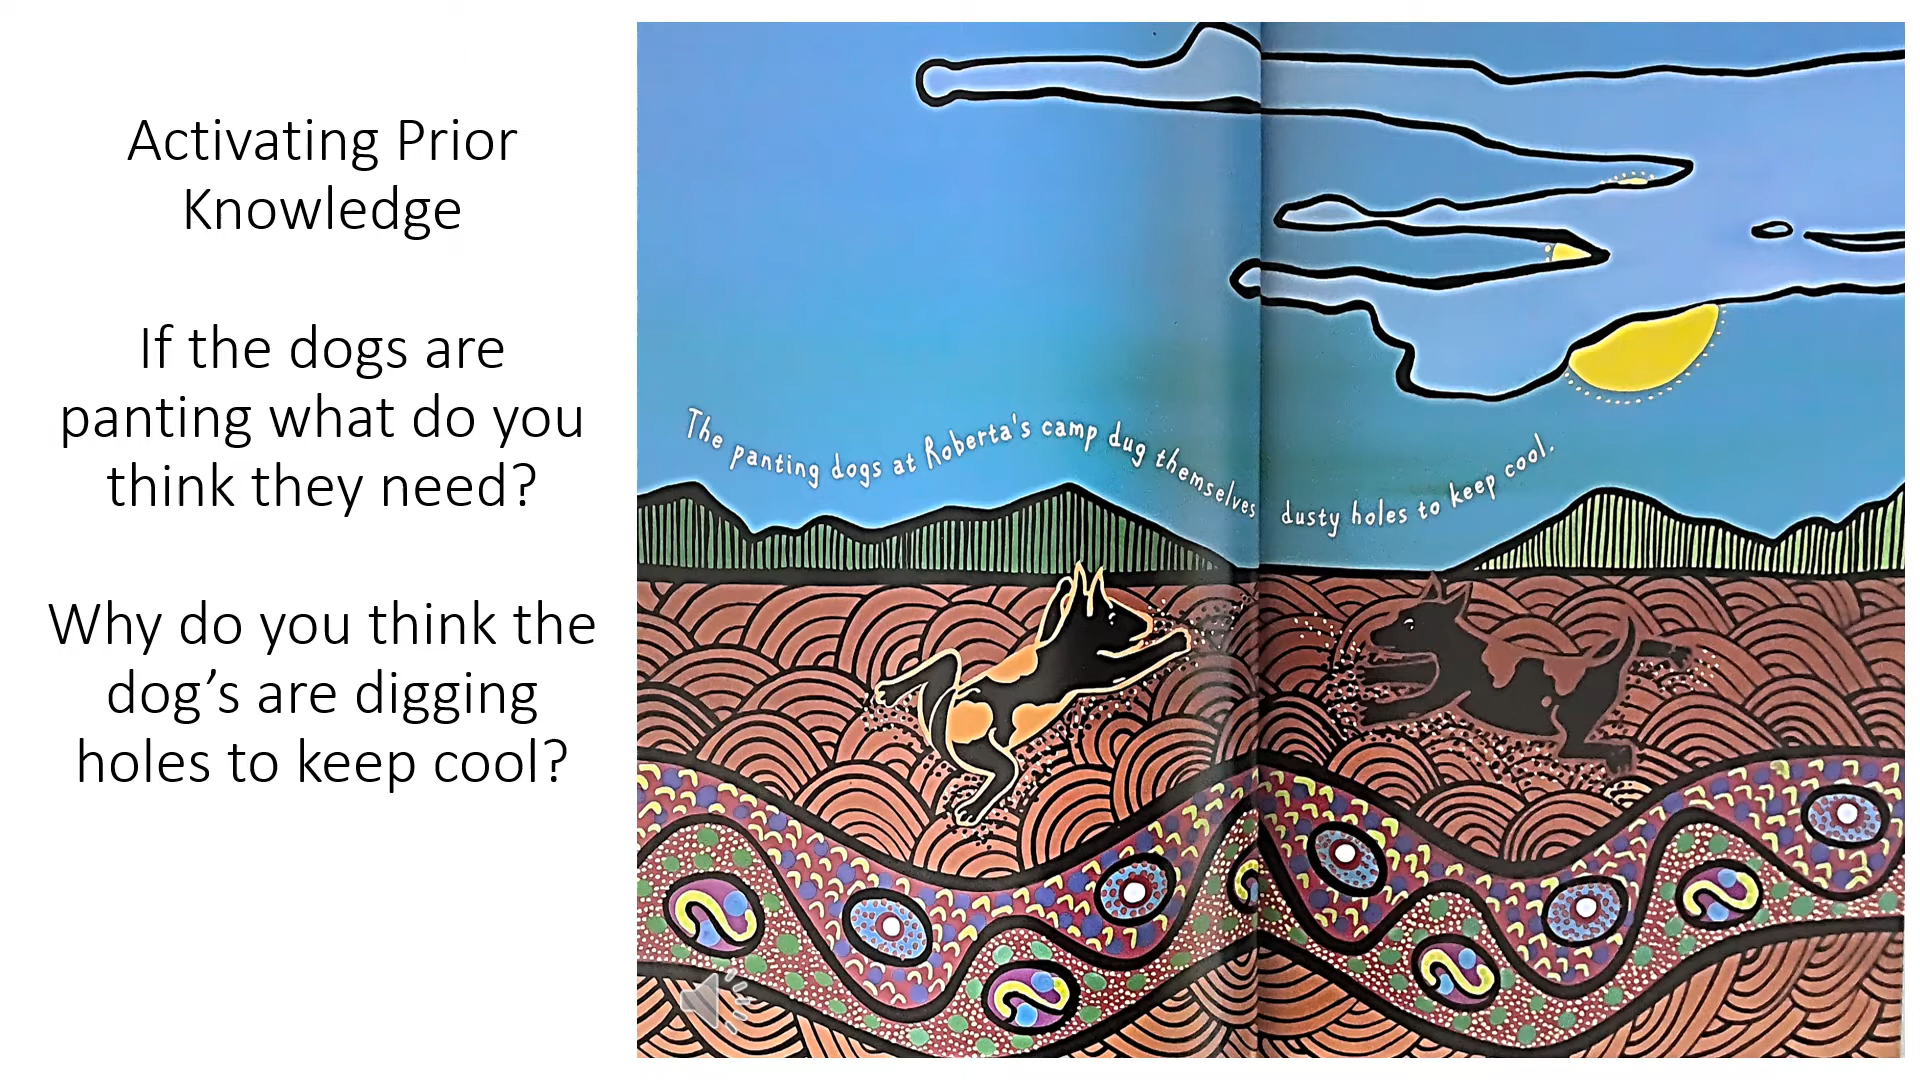 Activating Prior
Knowledge
If the dogs are
panting what do you
think they need?
Why do you think the
dog’s are digging
holes to keep cool?
The panting dogs at Roberta's camp dug themselves dusty holes to keep cool.